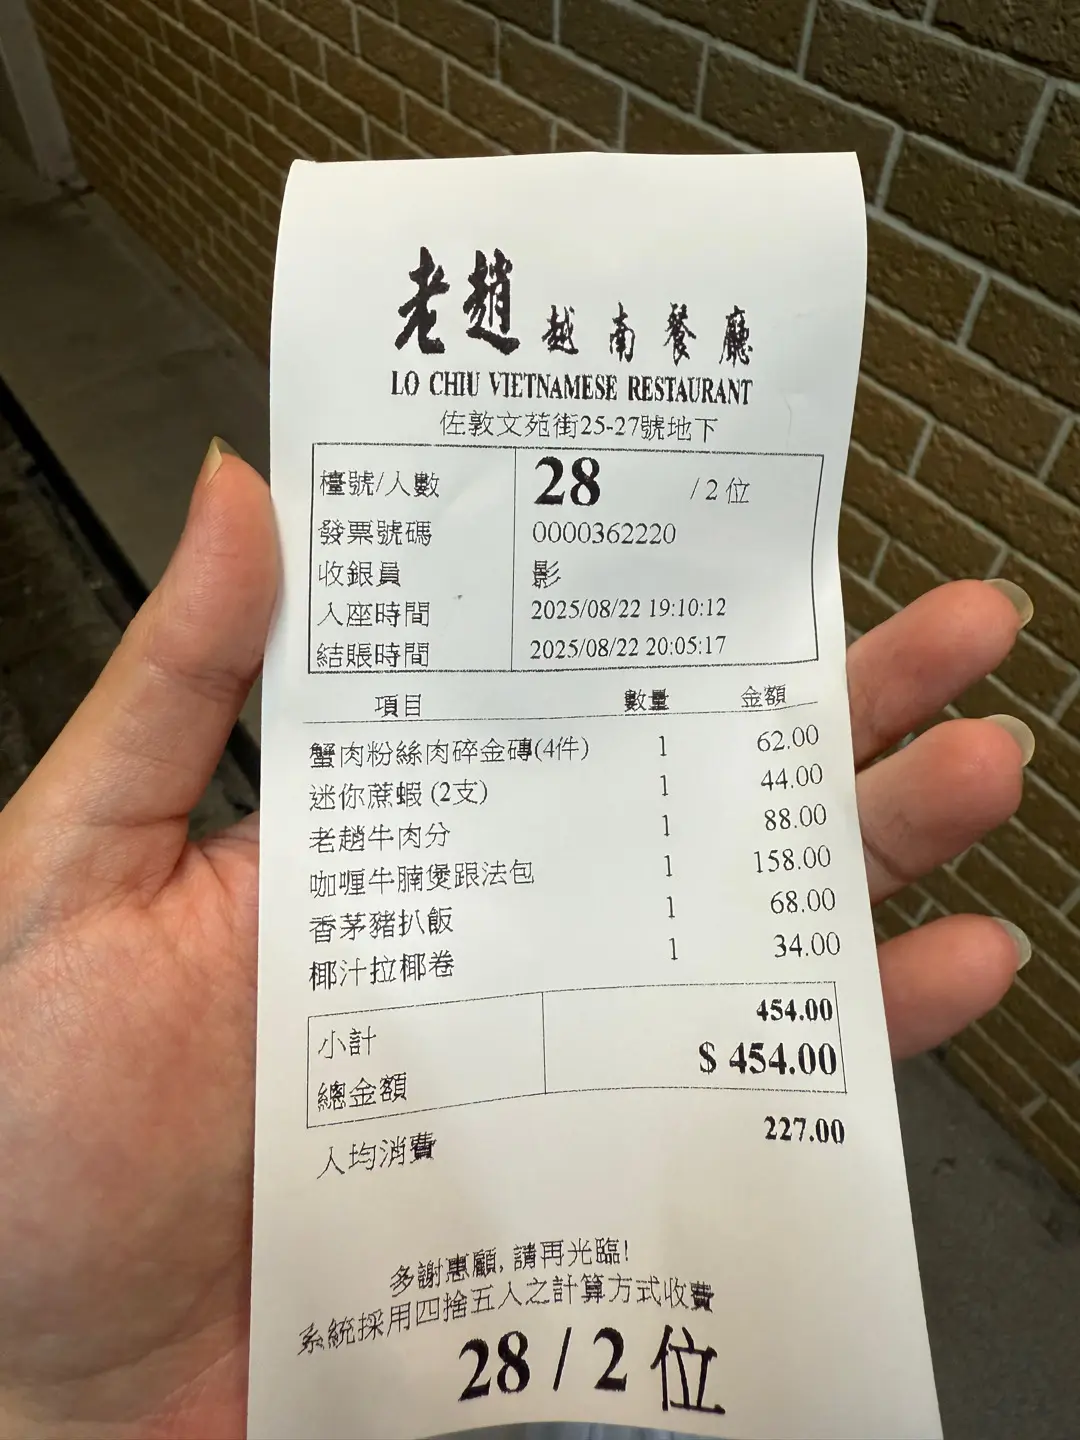 老趙越南餐廳
LO CHIU VIETNAMESE RESTAURANT
佐敦文苑街25-27號地下
檯號/人數 28 / 2 位
發票號碼 0000362220
收銀員 影
入座時間 2025/08/22 19:10:12
結賬時間 2025/08/22 20:05:17
項目 數量 金額
蟹肉粉絲肉碎金磚(4件) 1 62.00
迷你蔗蝦 (2支) 1 44.00
老趙牛肉分 1 88.00
咖喱牛腩煲跟法包 1 158.00
香茅豬扒飯 1 68.00
椰汁拉椰卷 1 34.00
小計 454.00
總金額 $ 454.00
人均消費 227.00
多謝惠顧, 請再光臨!
系統採用四捨五入之計算方式收費
28 / 2 位